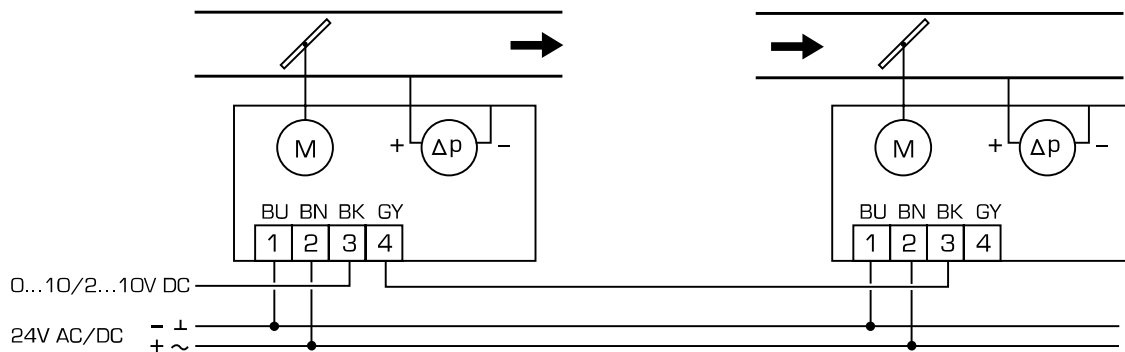 M + Δp − M + Δp −
BU BN BK GY BU BN BK GY
1 2 3 4 1 2 3 4
0...10/2...10V DC
24V AC/DC − ⊥
+ ~